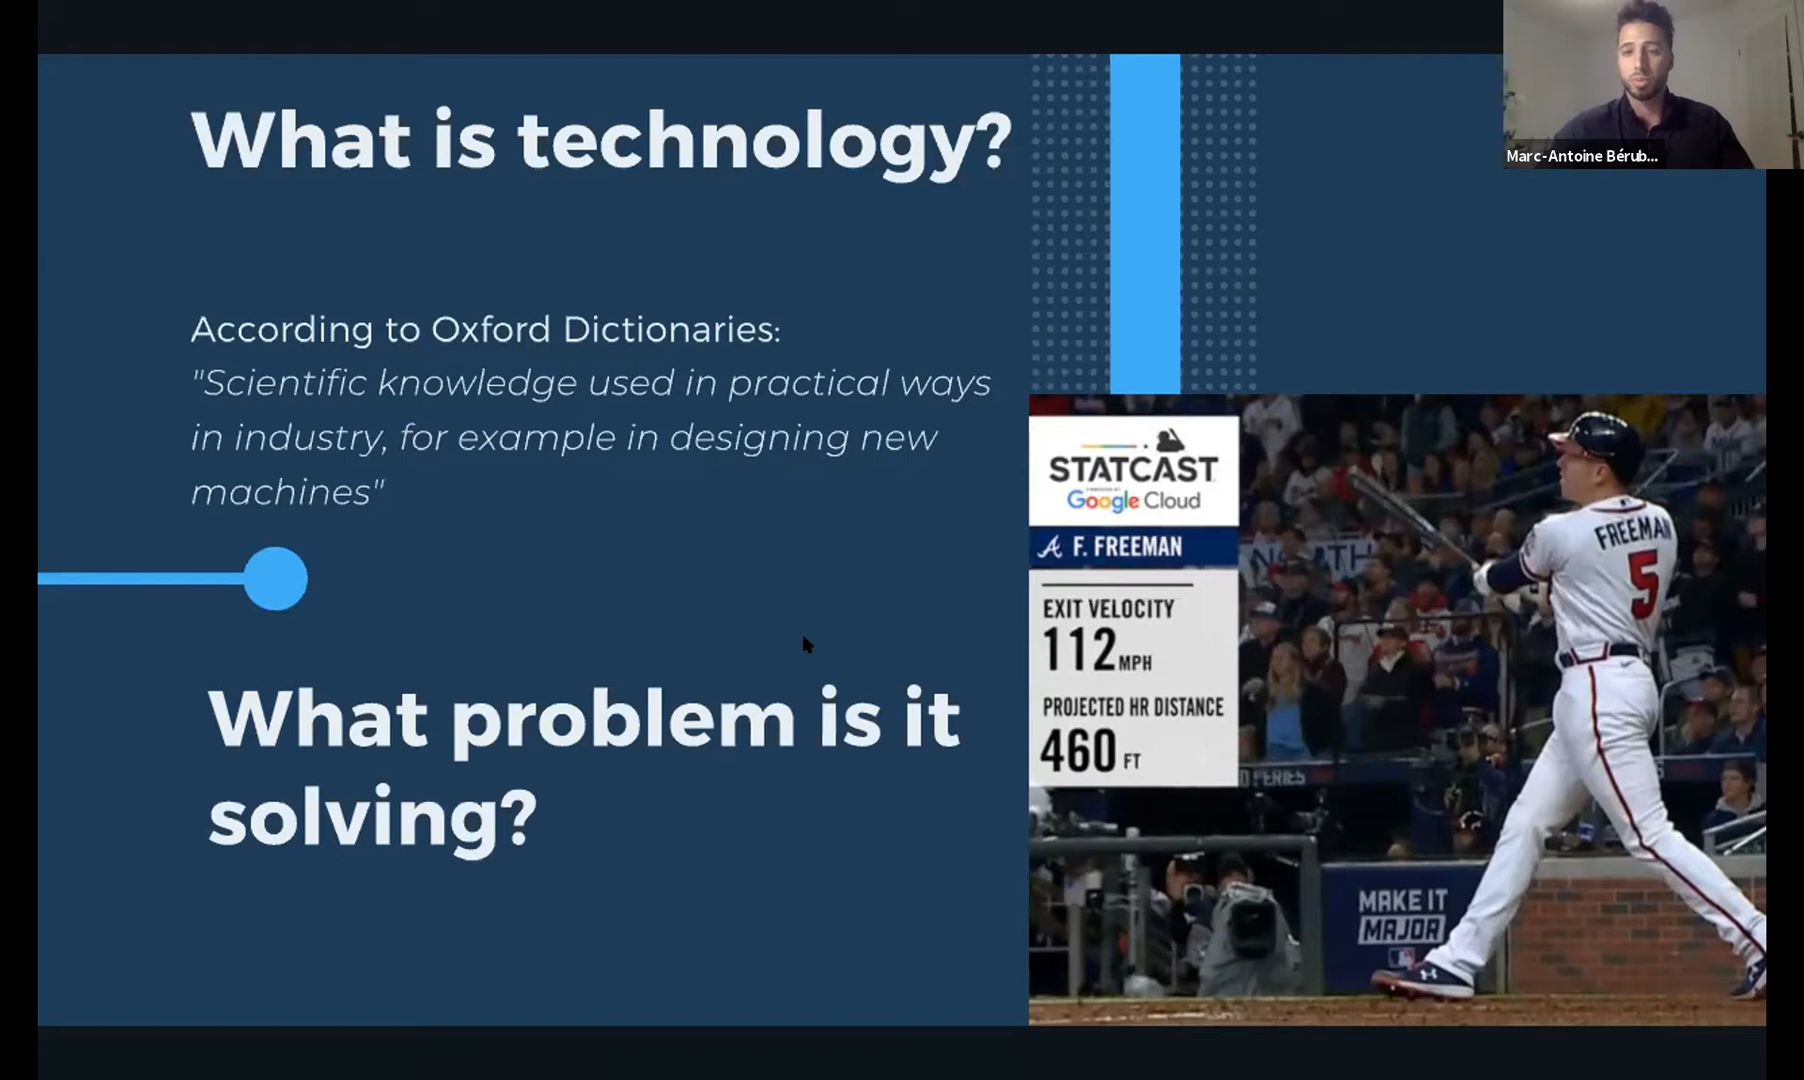 What is technology?
According to Oxford Dictionaries:
"Scientific knowledge used in practical ways
in industry, for example in designing new
machines"
What problem is it
solving?
Marc-Antoine Bérub...
STATCAST
POWERED BY
Google Cloud
F. FREEMAN
EXIT VELOCITY
112 MPH
PROJECTED HR DISTANCE
460 FT
FREEMAN
5
MAKE IT
MAJOR